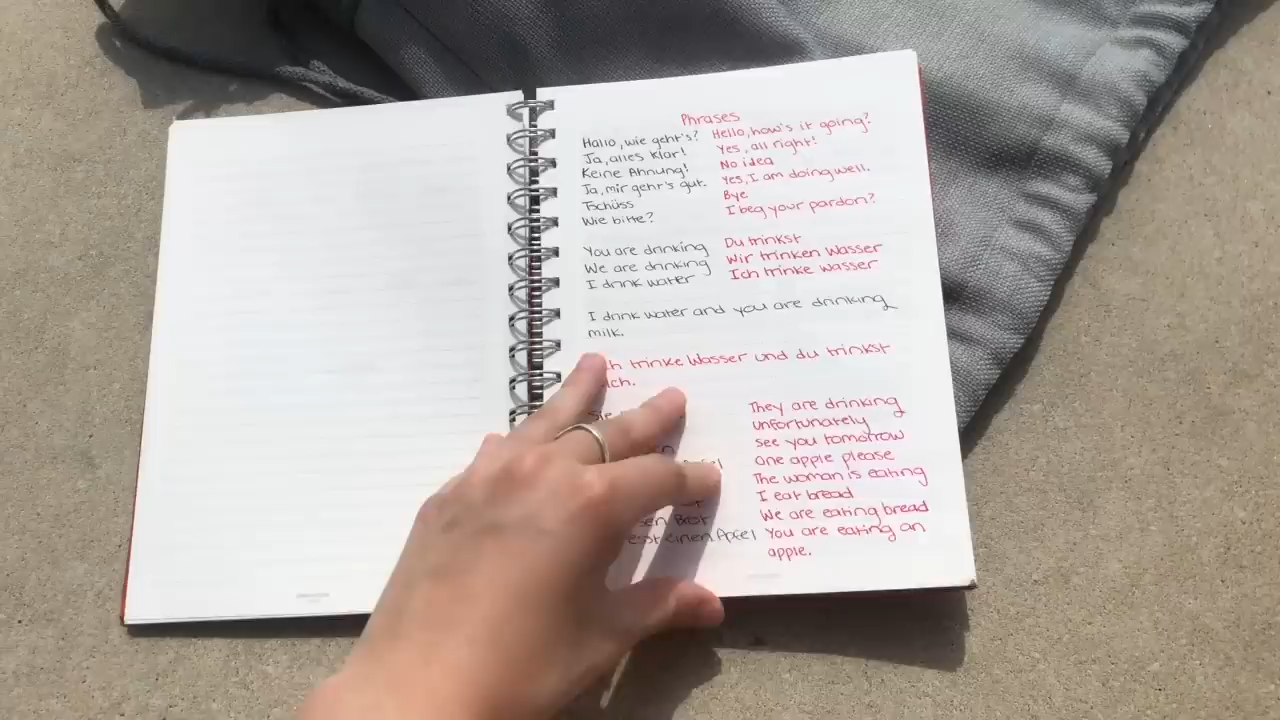 Phrases
Hallo, wie geht's? Hello, how's it going?
Ja, alles klar! Yes, all right!
Keine Ahnung! No idea
Ja, mir geht's gut. Yes, I am doing well.
Tschüss Bye
Wie bitte? I beg your pardon?
You are drinking Du trinkst
We are drinking Wir trinken Wasser
I drink water Ich trinke wasser
I drink water and you are drinking
milk.
trinke Wasser und du trinkst
Sie They are drinking
unfortunately
see you tomorrow
one apple please
The woman is eating
I eat bread
Brot We are eating bread
einen Apfel You are eating an
apple.